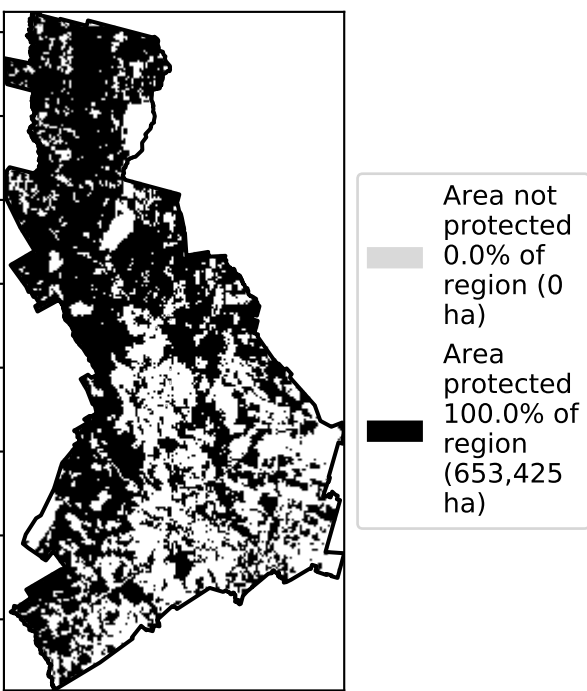 Area not
protected
0.0% of
region (0
ha)
Area
protected
100.0% of
region
(653,425
ha)